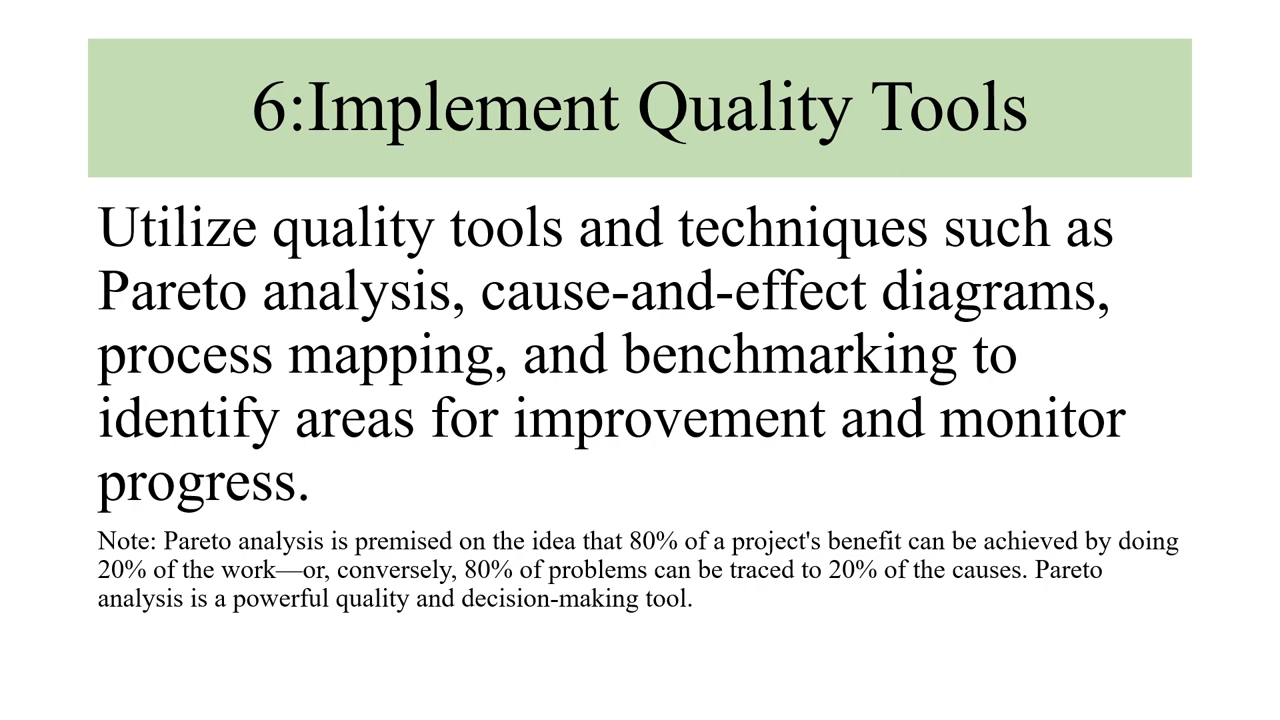 6:Implement Quality Tools
Utilize quality tools and techniques such as
Pareto analysis, cause-and-effect diagrams,
process mapping, and benchmarking to
identify areas for improvement and monitor
progress.
Note: Pareto analysis is premised on the idea that 80% of a project's benefit can be achieved by doing
20% of the work—or, conversely, 80% of problems can be traced to 20% of the causes. Pareto
analysis is a powerful quality and decision-making tool.